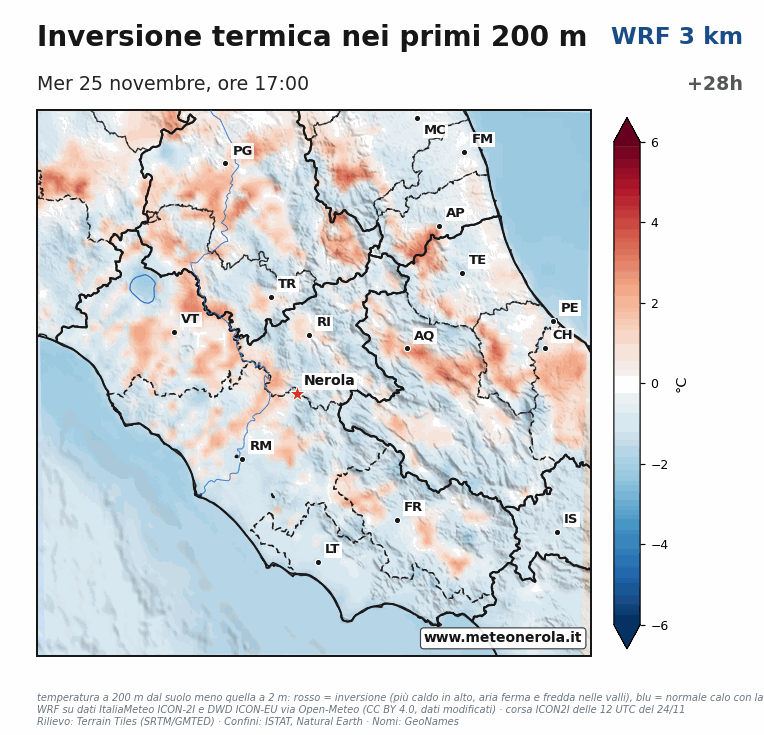 Inversione termica nei primi 200 m WRF 3 km
Mer 25 novembre, ore 17:00 +28h
MC
FM
PG
AP
TE
TR
PE
VT
RI
AQ
CH
Nerola
RM
FR
IS
LT
www.meteonerola.it
6
4
2
0
−2
−4
−6
°C
temperatura a 200 m dal suolo meno quella a 2 m: rosso = inversione (più caldo in alto, aria ferma e fredda nelle valli), blu = normale calo con la
WRF su dati ItaliaMeteo ICON-2I e DWD ICON-EU via Open-Meteo (CC BY 4.0, dati modificati) · corsa ICON2I delle 12 UTC del 24/11
Rilievo: Terrain Tiles (SRTM/GMTED) · Confini: ISTAT, Natural Earth · Nomi: GeoNames